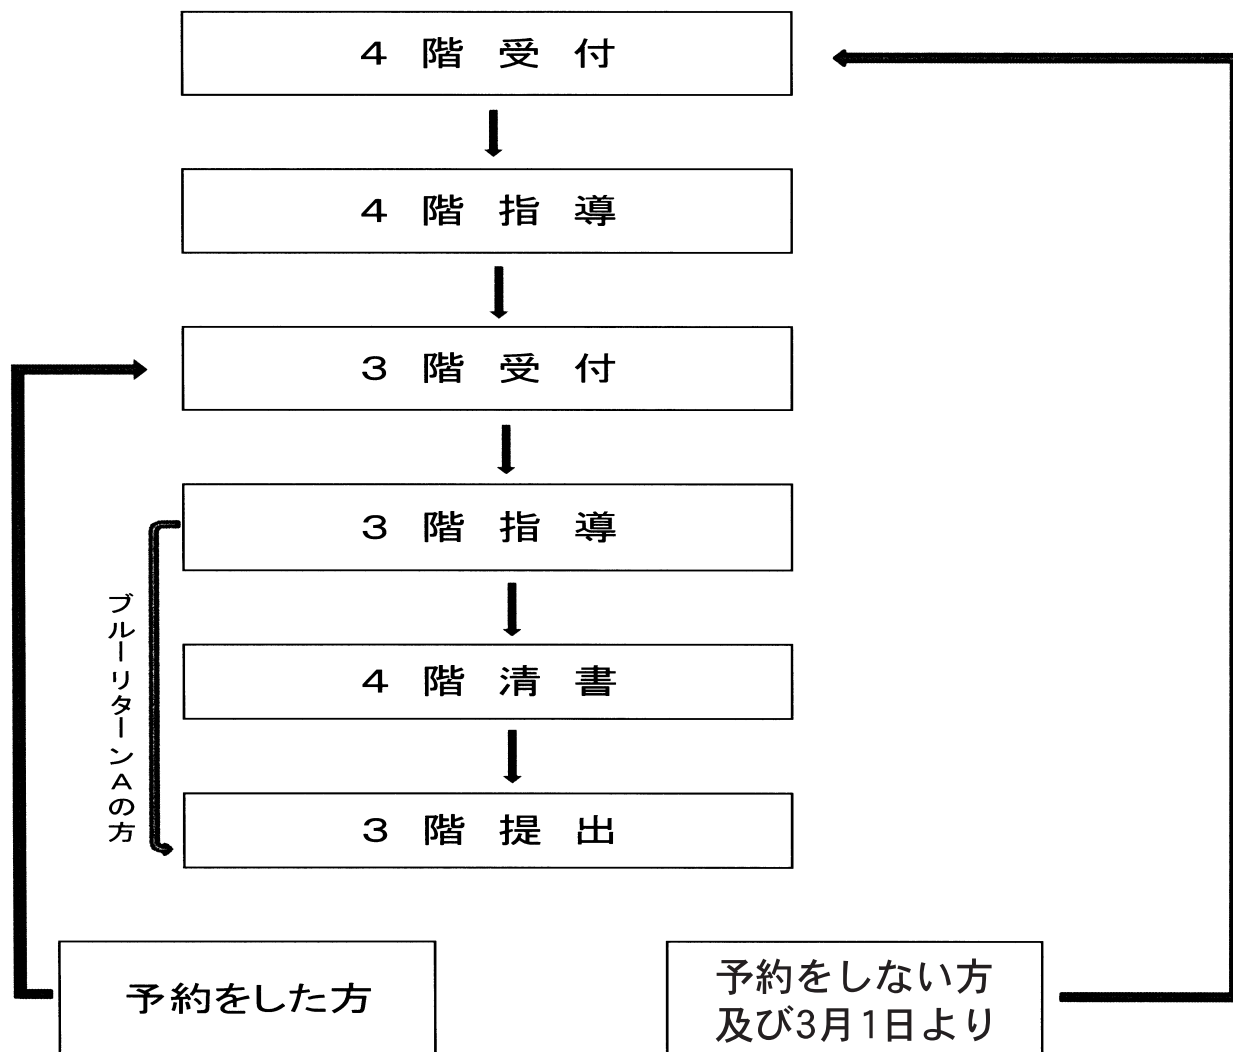 ４階受付
４階指導
３階受付
３階指導
ブルーリターンＡの方
４階清書
３階提出
予約をした方
予約をしない方
及び3月1日より